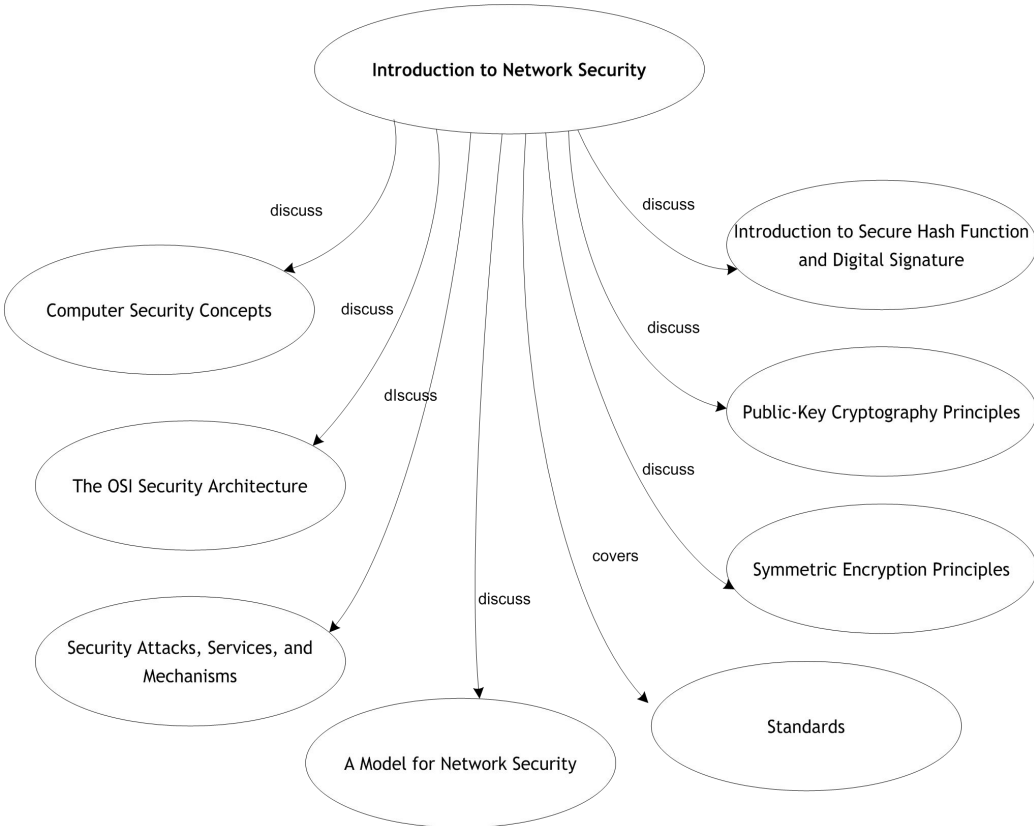 Introduction to Network Security
discuss
discuss
Introduction to Secure Hash Function
and Digital Signature
Computer Security Concepts
discuss
discuss
dIscuss
Public-Key Cryptography Principles
discuss
The OSI Security Architecture
covers
Symmetric Encryption Principles
discuss
Security Attacks, Services, and
Mechanisms
Standards
A Model for Network Security